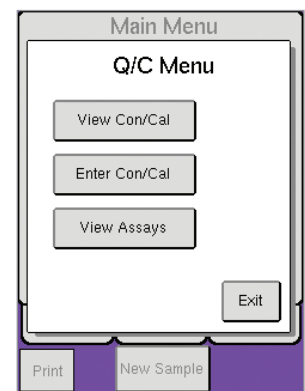 Main Menu
Q/C Menu
View Con/Cal
Enter Con/Cal
View Assays
Exit
Print
New Sample